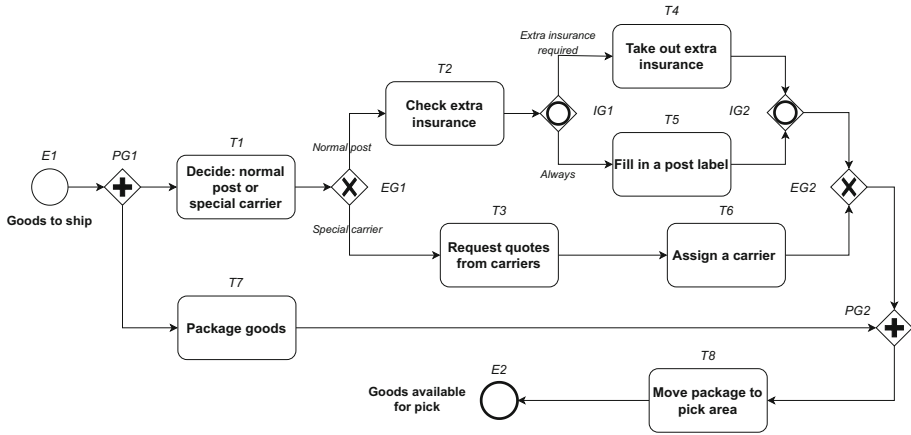 T4
Extra insurance
required
Take out extra
insurance
T2
Check extra
insurance
IG1
IG2
T5
Fill in a post label
Always
E1
PG1
T1
Decide: normal
post or
special carrier
Normal post
EG1
EG2
Goods to ship
Special carrier
T3
Request quotes
from carriers
T6
Assign a carrier
T7
Package goods
PG2
E2
Goods available
for pick
T8
Move package to
pick area